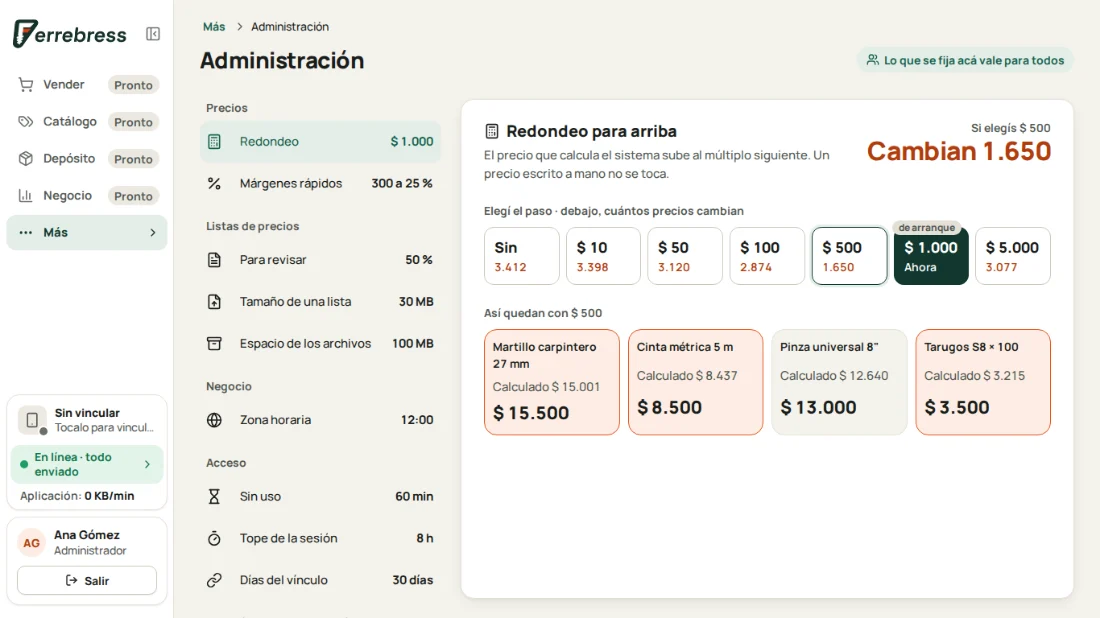 Ferrebress
Vender
Pronto
Catálogo
Pronto
Depósito
Pronto
Negocio
Pronto
Más
Sin vincular
Tocalo para vincul...
En línea · todo
enviado
Aplicación: 0 KB/min
AG
Ana Gómez
Administrador
Salir
Más > Administración
Administración
Lo que se fija acá vale para todos
Precios
Redondeo
$ 1.000
Márgenes rápidos
300 a 25 %
Listas de precios
Para revisar
50 %
Tamaño de una lista
30 MB
Espacio de los archivos
100 MB
Negocio
Zona horaria
12:00
Acceso
Sin uso
60 min
Tope de la sesión
8 h
Días del vínculo
30 días
Redondeo para arriba
El precio que calcula el sistema sube al múltiplo siguiente. Un
precio escrito a mano no se toca.
Si elegís $ 500
Cambian 1.650
Elegí el paso · debajo, cuántos precios cambian
Sin
3.412
$ 10
3.398
$ 50
3.120
$ 100
2.874
$ 500
1.650
de arranque
$ 1.000
Ahora
$ 5.000
3.077
Así quedan con $ 500
Martillo carpintero
27 mm
Calculado $ 15.001
$ 15.500
Cinta métrica 5 m
Calculado $ 8.437
$ 8.500
Pinza universal 8"
Calculado $ 12.640
$ 13.000
Tarugos S8 × 100
Calculado $ 3.215
$ 3.500